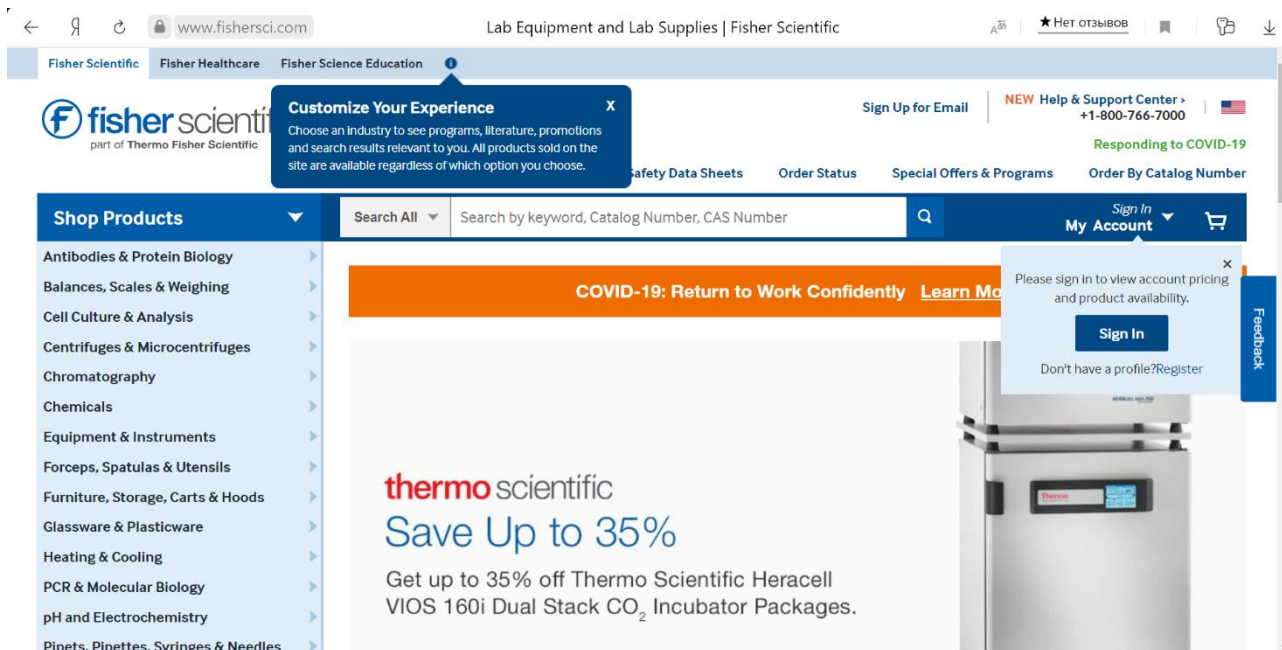 Я www.fishersci.com Lab Equipment and Lab Supplies | Fisher Scientific ★ Нет отзывов
Fisher Scientific Fisher Healthcare Fisher Science Education i
Customize Your Experience X
Choose an industry to see programs, literature, promotions
and search results relevant to you. All products sold on the
site are available regardless of which option you choose.
fisher scientif
part of Thermo Fisher Scientific
Sign Up for Email NEW Help & Support Center ›
+1-800-766-7000
Responding to COVID-19
Safety Data Sheets Order Status Special Offers & Programs Order By Catalog Number
Shop Products Search All Search by keyword, Catalog Number, CAS Number Sign In
My Account
Antibodies & Protein Biology
Balances, Scales & Weighing
Cell Culture & Analysis
Centrifuges & Microcentrifuges
Chromatography
Chemicals
Equipment & Instruments
Forceps, Spatulas & Utensils
Furniture, Storage, Carts & Hoods
Glassware & Plasticware
Heating & Cooling
PCR & Molecular Biology
pH and Electrochemistry
Pipets, Pipettes, Syringes & Needles
COVID-19: Return to Work Confidently Learn Mo
×
Please sign in to view account pricing
and product availability.
Sign In
Don't have a profile?Register
Feedback
thermo scientific
Save Up to 35%
Get up to 35% off Thermo Scientific Heracell
VIOS 160i Dual Stack CO₂ Incubator Packages.
Thermo